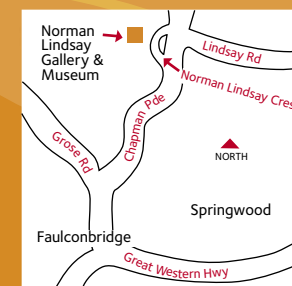 Norman
Lindsay
Gallery &
Museum
Lindsay Rd
Norman Lindsay Cres
Chapman Pde
Grose Rd
NORTH
Springwood
Faulconbridge
Great Western Hwy